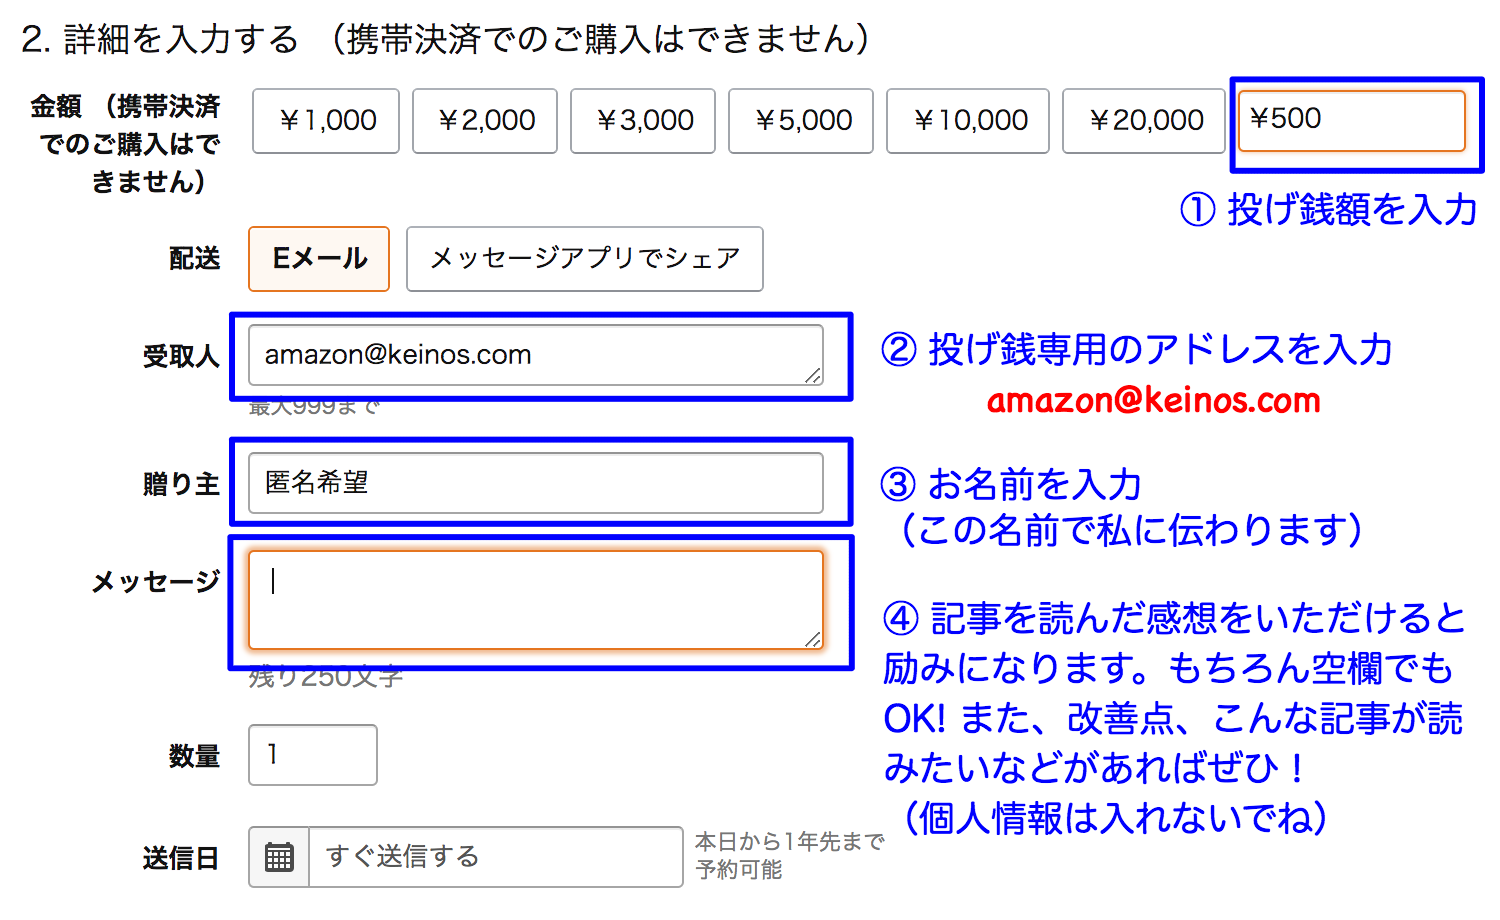 2. 詳細を入力する （携帯決済でのご購入はできません）
金額 （携帯決済
でのご購入はで
きません）
￥1,000
￥2,000
￥3,000
￥5,000
￥10,000
￥20,000
¥500
① 投げ銭額を入力
配送
Eメール
メッセージアプリでシェア
受取人
amazon@keinos.com
最大999まで
② 投げ銭専用のアドレスを入力
amazon@keinos.com
贈り主
匿名希望
③ お名前を入力
（この名前で私に伝わります）
メッセージ
残り250文字
④ 記事を読んだ感想をいただけると
励みになります。もちろん空欄でも
OK! また、改善点、こんな記事が読
みたいなどがあればぜひ！
（個人情報は入れないでね）
数量
1
送信日
すぐ送信する
本日から1年先まで
予約可能